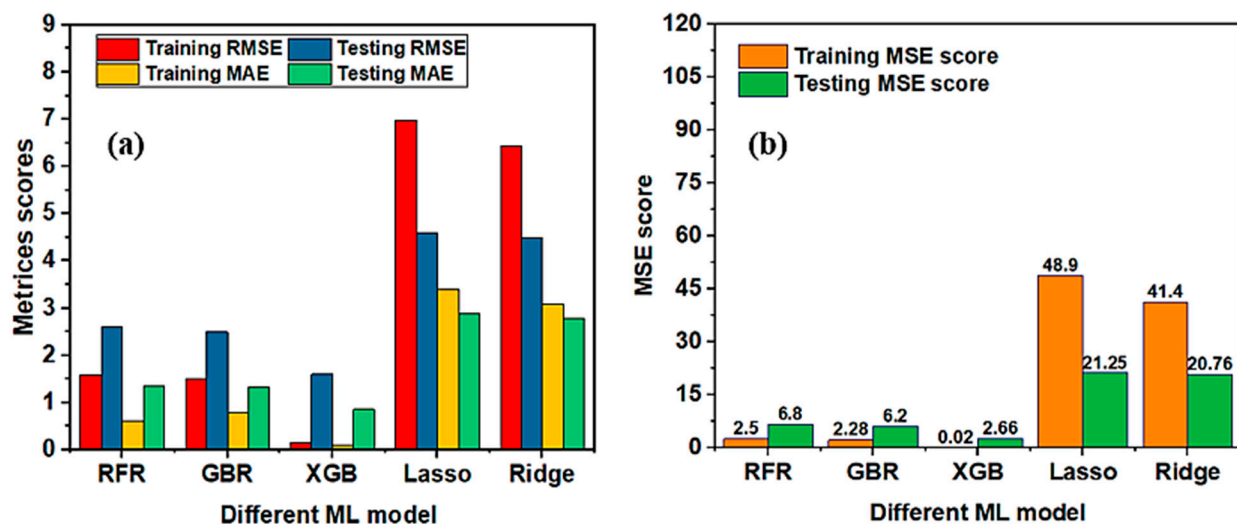 9
8
7
6
5
4
3
2
1
0
Metrices scores
Training RMSE Testing RMSE
Training MAE Testing MAE
(a)
RFR GBR XGB Lasso Ridge
Different ML model
120
105
90
75
60
45
30
15
0
MSE score
Training MSE score
Testing MSE score
(b)
2.5 6.8 2.28 6.2 0.02 2.66 48.9 21.25 41.4 20.76
RFR GBR XGB Lasso Ridge
Different ML model